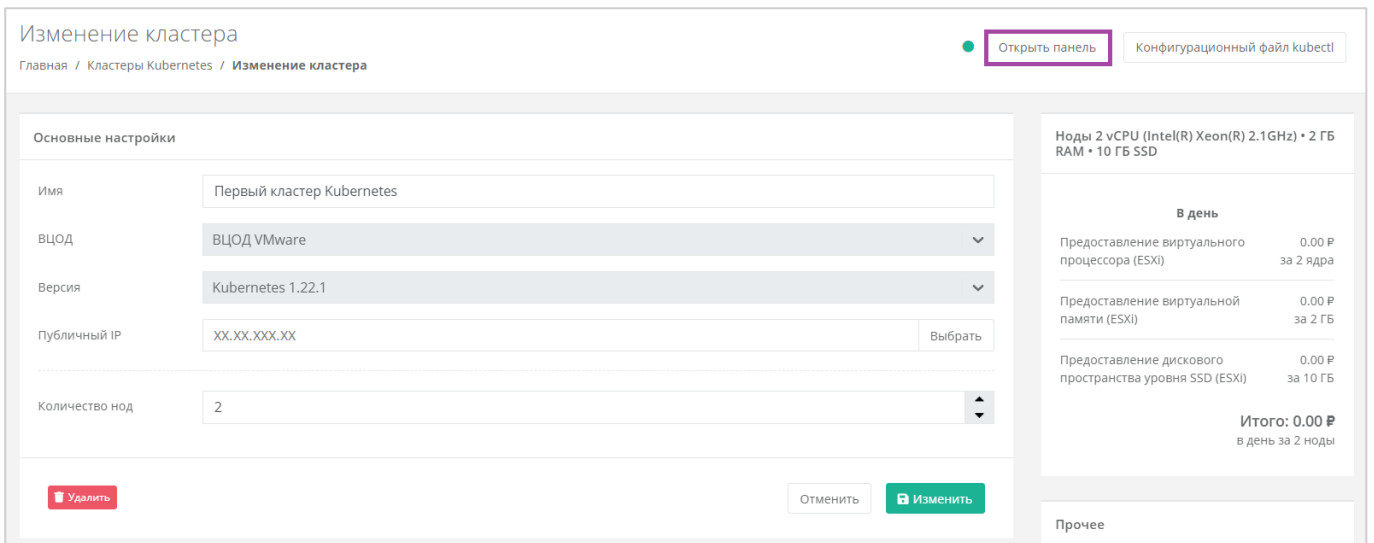 Изменение кластера
Главная / Кластеры Kubernetes / Изменение кластера
Открыть панель
Конфигурационный файл kubectl
Основные настройки
Имя
Первый кластер Kubernetes
ВЦОД
ВЦОД VMware
Версия
Kubernetes 1.22.1
Публичный IP
XX.XX.XXX.XX
Выбрать
Количество нод
2
Удалить
Отменить
Изменить
Ноды 2 vCPU (Intel(R) Xeon(R) 2.1GHz) • 2 ГБ
RAM • 10 ГБ SSD
В день
Предоставление виртуального 0.00 ₽
процессора (ESXi) за 2 ядра
Предоставление виртуальной 0.00 ₽
памяти (ESXi) за 2 ГБ
Предоставление дискового 0.00 ₽
пространства уровня SSD (ESXi) за 10 ГБ
Итого: 0.00 ₽
в день за 2 ноды
Прочее